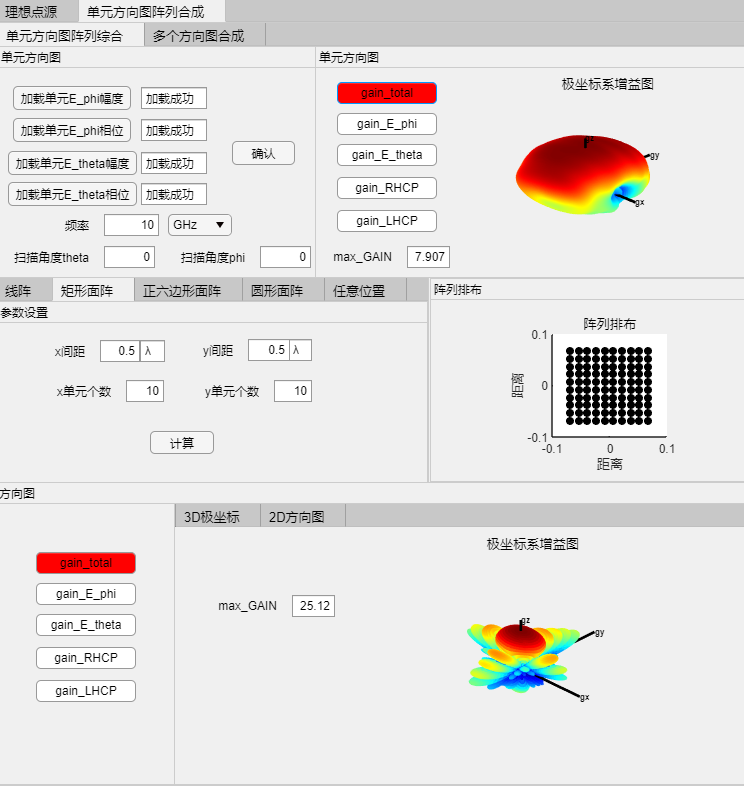 理想点源 单元方向图阵列合成
单元方向图阵列综合 多个方向图合成
单元方向图
加载单元E_phi幅度 加载成功
加载单元E_phi相位 加载成功
加载单元E_theta幅度 加载成功
加载单元E_theta相位 加载成功
确认
频率 10 GHz
扫描角度theta 0 扫描角度phi 0
单元方向图
gain_total
gain_E_phi
gain_E_theta
gain_RHCP
gain_LHCP
max_GAIN 7.907
极坐标系增益图
gz
gy
gx
线阵 矩形面阵 正六边形面阵 圆形面阵 任意位置
参数设置
x间距 0.5 λ y间距 0.5 λ
x单元个数 10 y单元个数 10
计算
阵列排布
阵列排布
0.1
距离
0
-0.1
-0.1 0 0.1
距离
方向图
gain_total
gain_E_phi
gain_E_theta
gain_RHCP
gain_LHCP
3D极坐标 2D方向图
极坐标系增益图
max_GAIN 25.12
gz
gy
gx